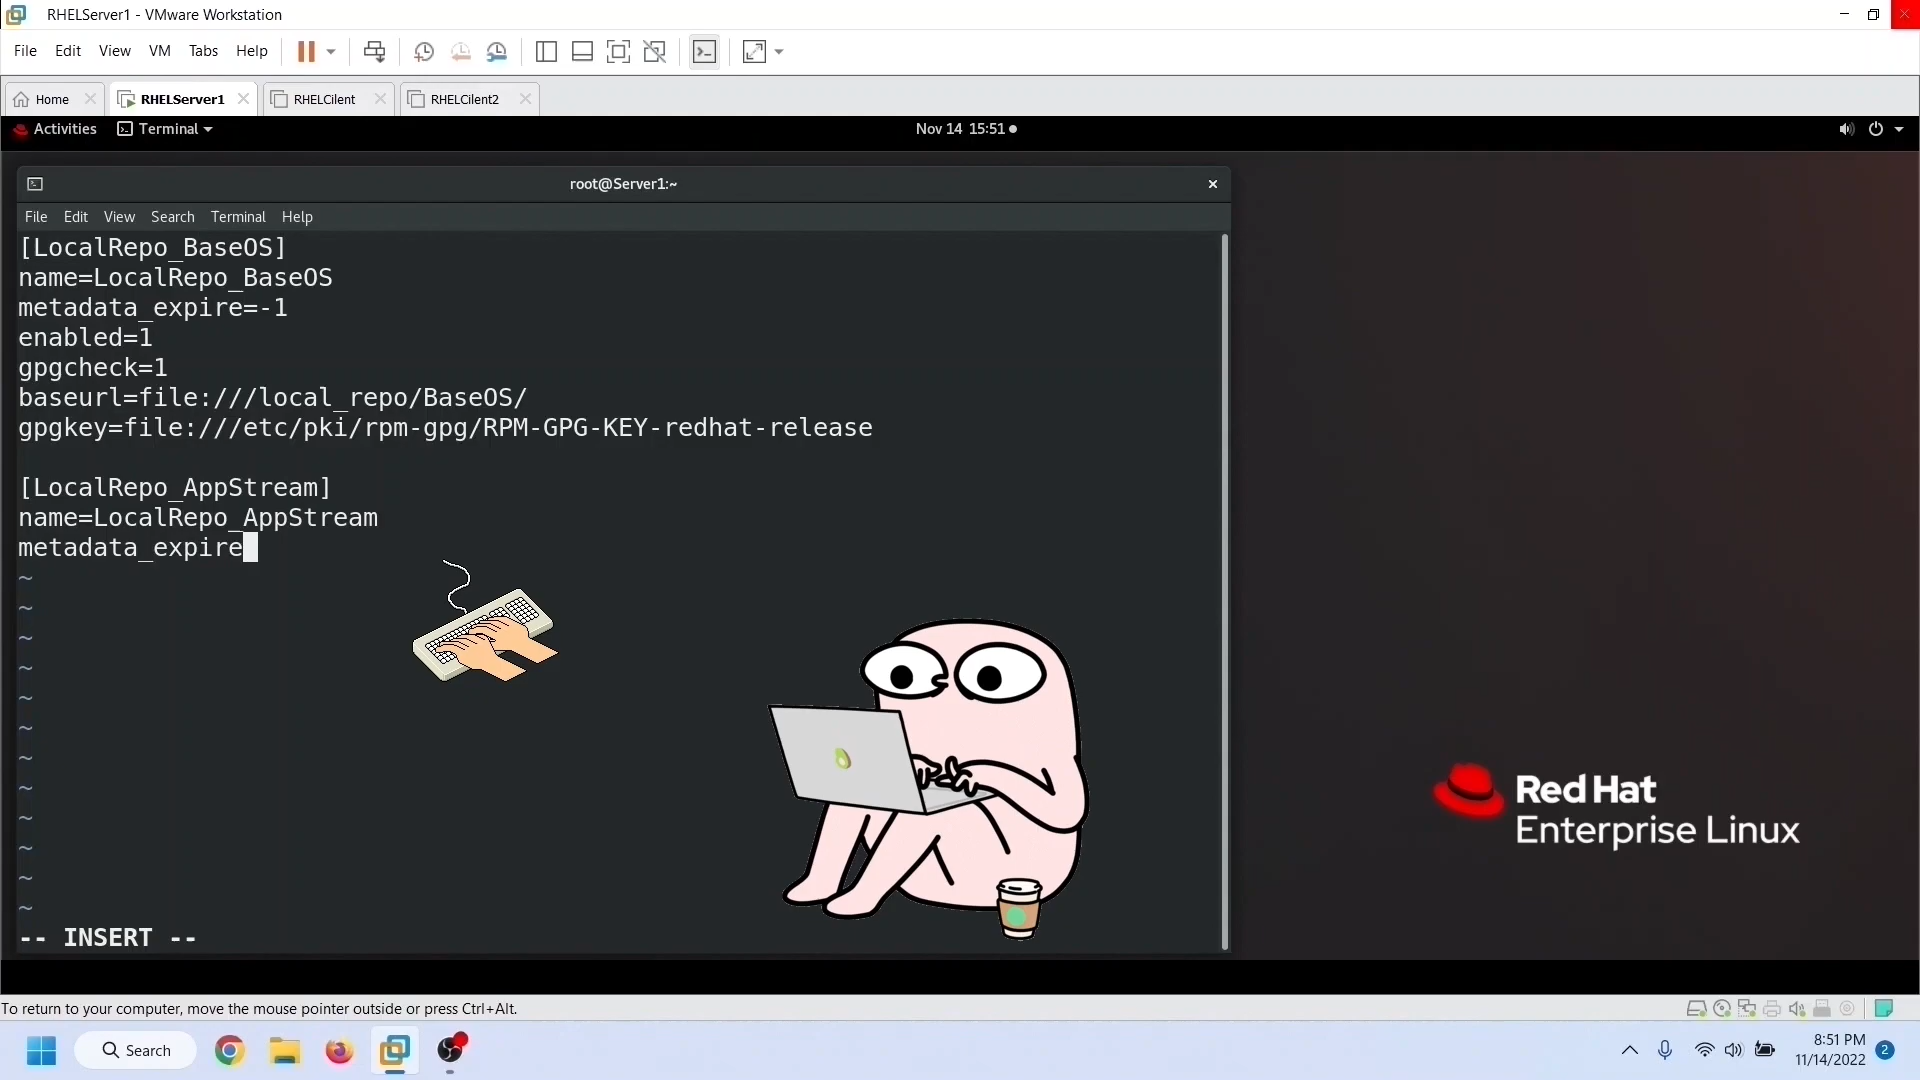 RHELServer1 - VMware Workstation
File Edit View VM Tabs Help
Home RHELServer1 RHELCilent RHELCilent2
Activities Terminal Nov 14 15:51
root@Server1:~
File Edit View Search Terminal Help
[LocalRepo_BaseOS]
name=LocalRepo_BaseOS
metadata_expire=-1
enabled=1
gpgcheck=1
baseurl=file:///local_repo/BaseOS/
gpgkey=file:///etc/pki/rpm-gpg/RPM-GPG-KEY-redhat-release
[LocalRepo_AppStream]
name=LocalRepo_AppStream
metadata_expire
~
~
~
~
~
~
~
~
~
~
~
~
-- INSERT --
Red Hat
Enterprise Linux
To return to your computer, move the mouse pointer outside or press Ctrl+Alt.
Search
8:51 PM
11/14/2022
2